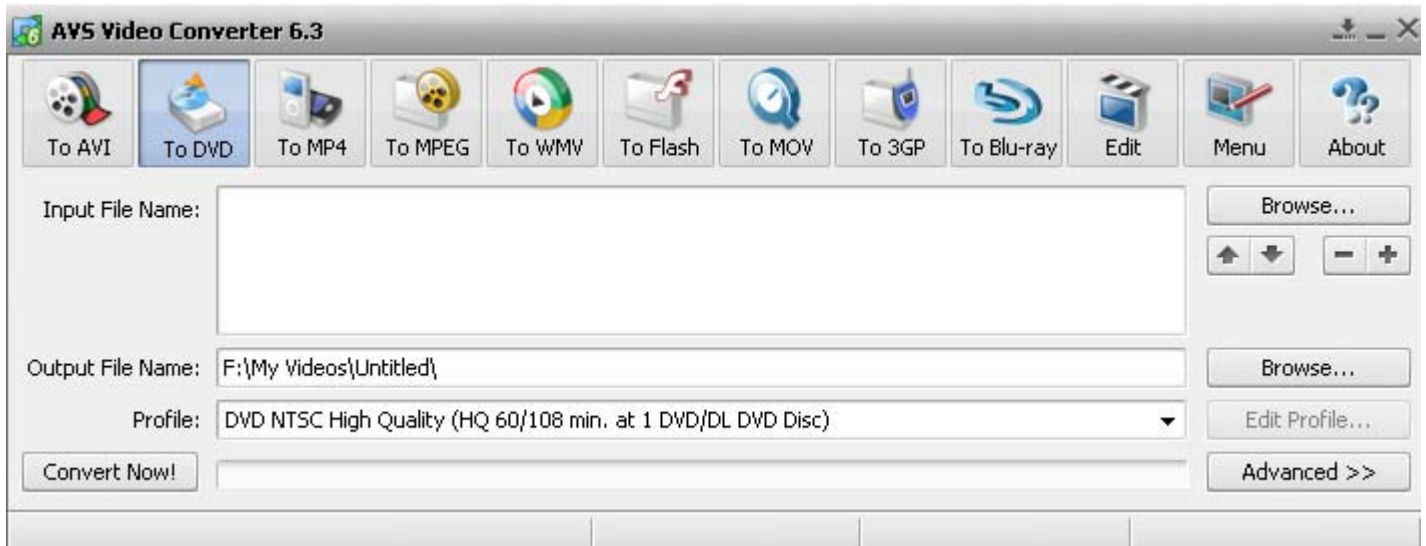 AVS Video Converter 6.3
To AVI To DVD To MP4 To MPEG To WMV To Flash To MOV To 3GP To Blu-ray Edit Menu About
Input File Name: Browse...
Output File Name: F:\My Videos\Untitled\ Browse...
Profile: DVD NTSC High Quality (HQ 60/108 min. at 1 DVD/DL DVD Disc) Edit Profile...
Convert Now! Advanced >>